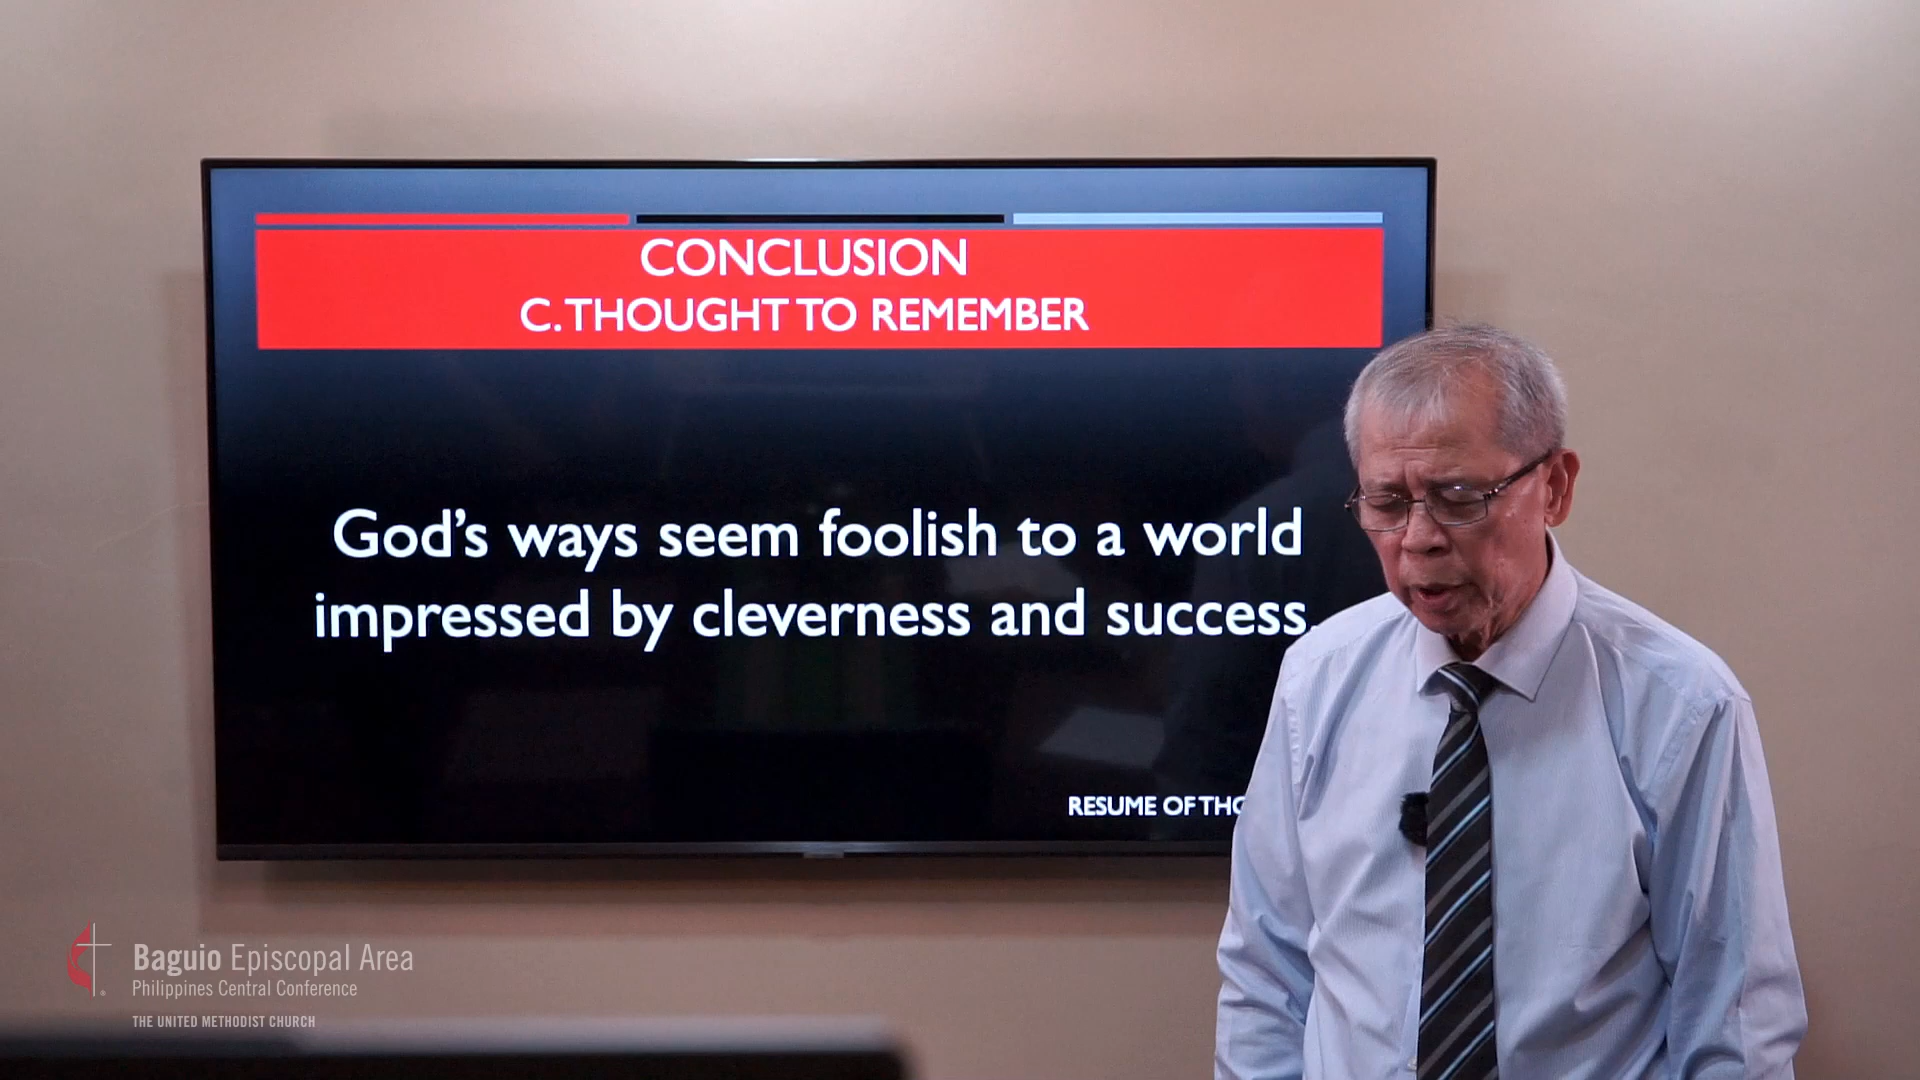 CONCLUSION
C. THOUGHT TO REMEMBER
God's ways seem foolish to a world
impressed by cleverness and success.
RESUME OF
Baguio Episcopal Area
Philippines Central Conference
THE UNITED METHODIST CHURCH